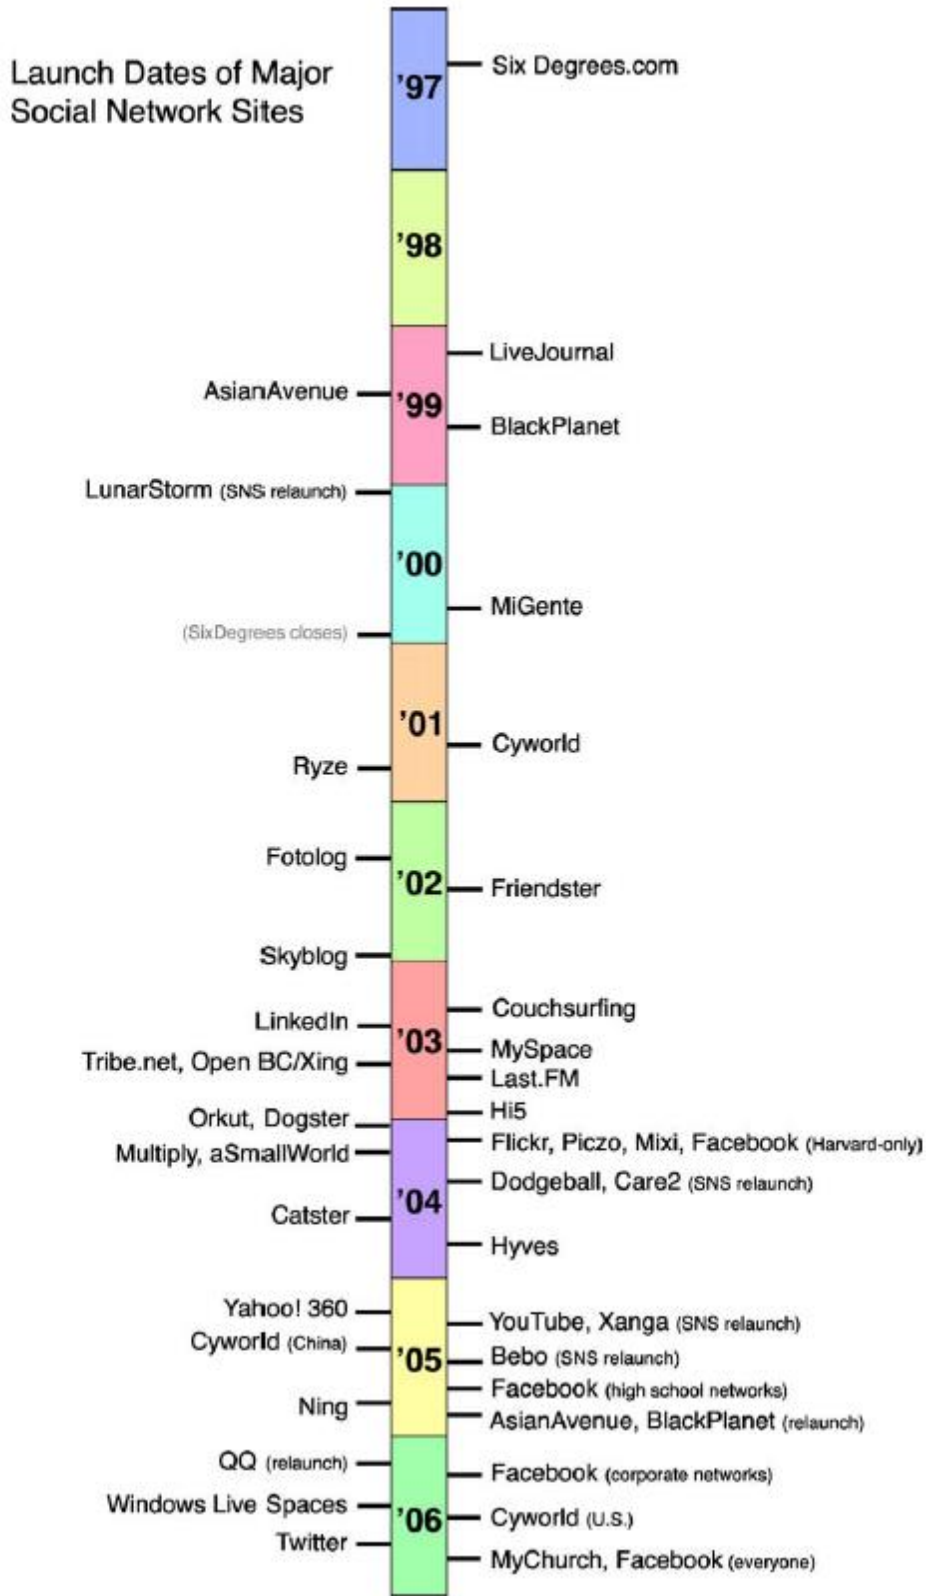 Launch Dates of Major
Social Network Sites
'97
Six Degrees.com
'98
'99
LiveJournal
AsianAvenue
BlackPlanet
LunarStorm (SNS relaunch)
'00
MiGente
(SixDegrees closes)
'01
Cyworld
Ryze
Fotolog
'02
Friendster
Skyblog
Couchsurfing
LinkedIn
'03
MySpace
Tribe.net, Open BC/Xing
Last.FM
Hi5
Orkut, Dogster
Flickr, Piczo, Mixi, Facebook (Harvard-only)
Multiply, aSmallWorld
Dodgeball, Care2 (SNS relaunch)
'04
Catster
Hyves
Yahoo! 360
YouTube, Xanga (SNS relaunch)
Cyworld (China)
'05
Bebo (SNS relaunch)
Facebook (high school networks)
Ning
AsianAvenue, BlackPlanet (relaunch)
QQ (relaunch)
Facebook (corporate networks)
Windows Live Spaces
'06
Cyworld (U.S.)
Twitter
MyChurch, Facebook (everyone)